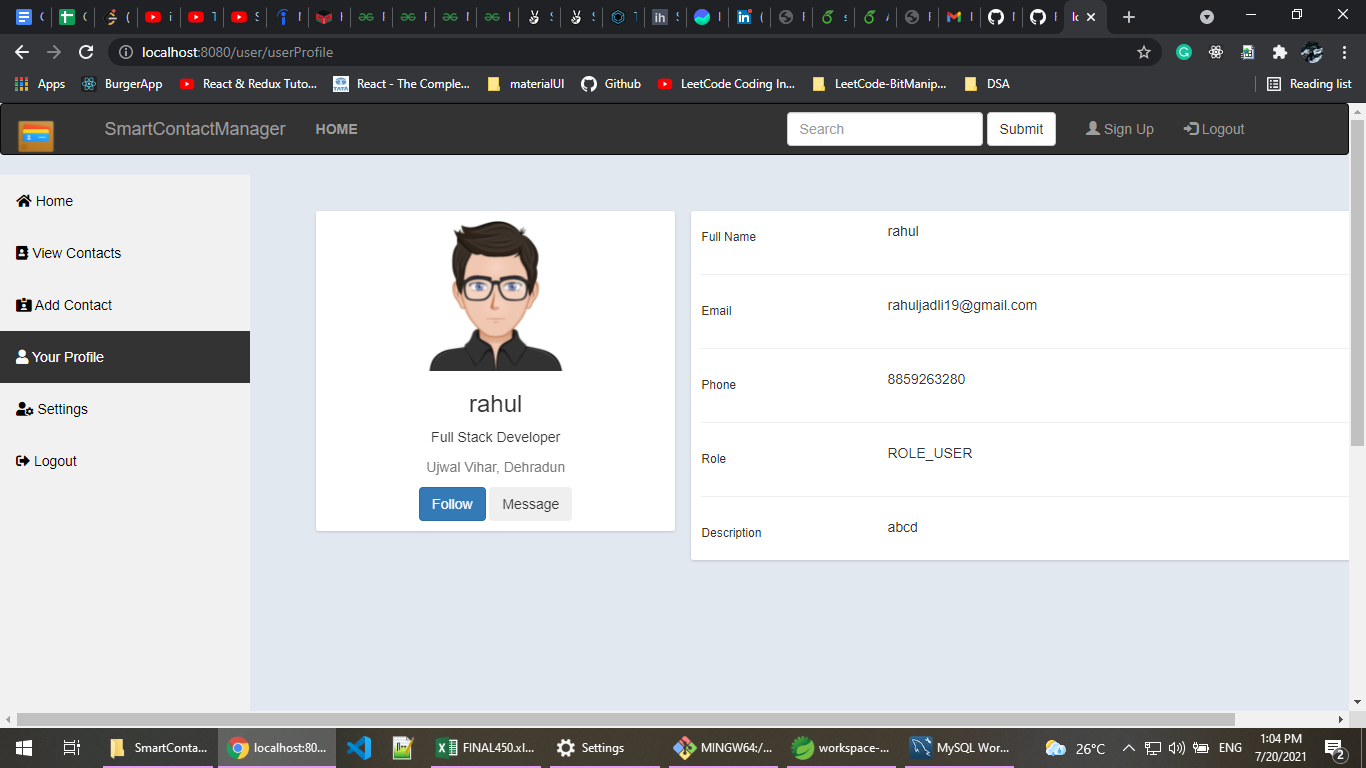 localhost:8080/user/userProfile
Apps BurgerApp React & Redux Tuto... React - The Comple... materialUI Github LeetCode Coding In... LeetCode-BitManip... DSA Reading list
SmartContactManager HOME Search Submit Sign Up Logout
Home
View Contacts
Add Contact
Your Profile
Settings
Logout
rahul
Full Stack Developer
Ujwal Vihar, Dehradun
Follow Message
Full Name rahul
Email rahuljadli19@gmail.com
Phone 8859263280
Role ROLE_USER
Description abcd
SmartConta... localhost:80... FINAL450.xl... Settings MINGW64:/... workspace-... MySQL Wor... 26°C ENG
1:04 PM
7/20/2021
2